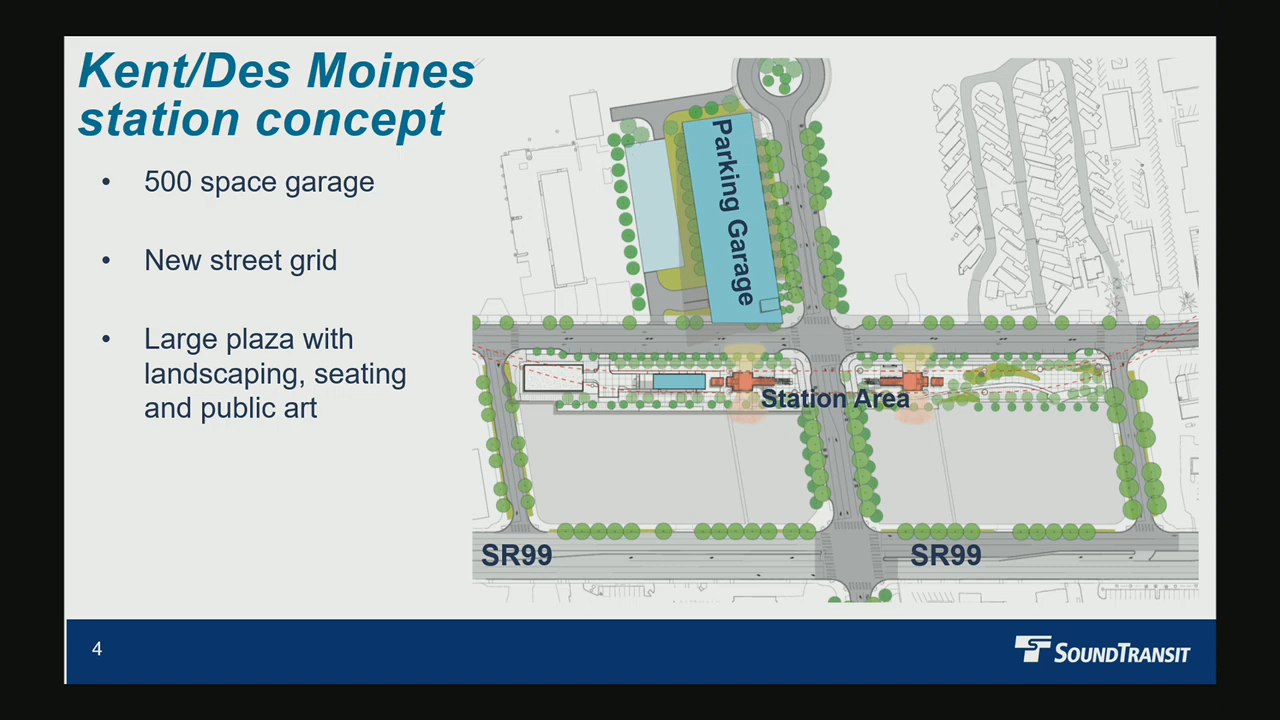 Kent/Des Moines
station concept
• 500 space garage
• New street grid
• Large plaza with
landscaping, seating
and public art
Parking Garage
Station Area
SR99
SR99
4
SOUNDTRANSIT